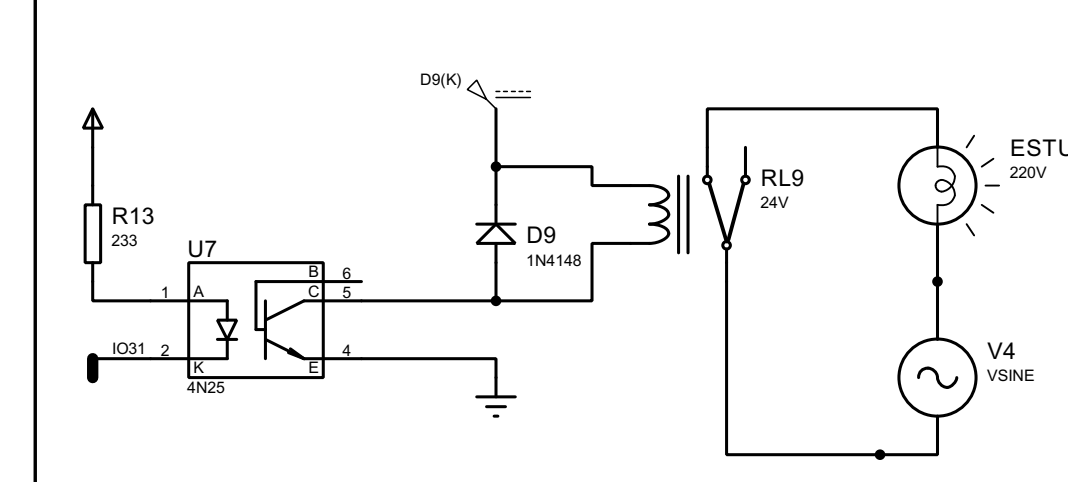 D9(K)
R13
233
U7
1
A
IO31
2
K
4N25
B
6
C
5
E
4
D9
1N4148
RL9
24V
ESTU
220V
V4
VSINE